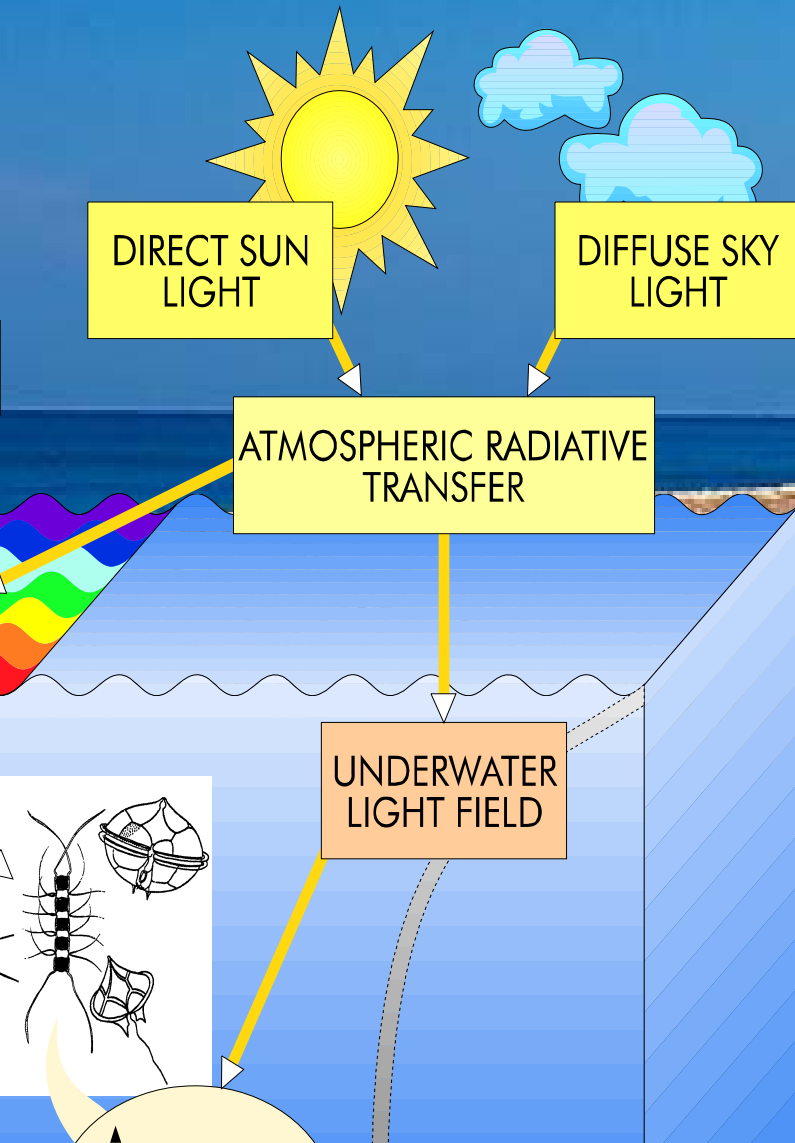 DIRECT SUN
LIGHT
DIFFUSE SKY
LIGHT
ATMOSPHERIC RADIATIVE
TRANSFER
UNDERWATER
LIGHT FIELD